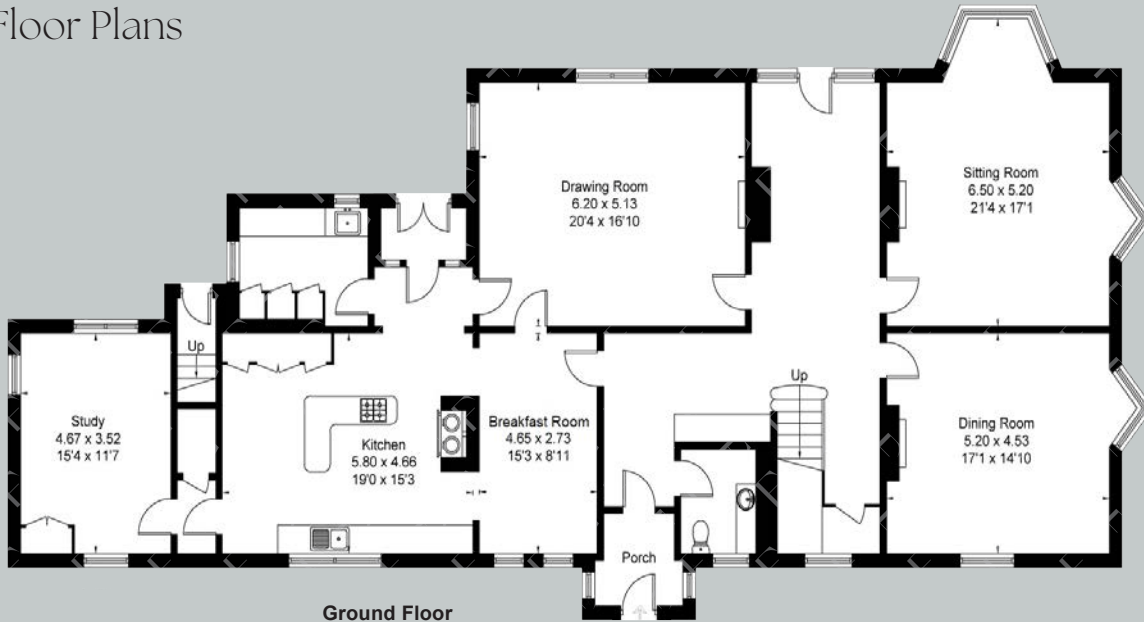 Floor Plans
Drawing Room
6.20 x 5.13
20'4 x 16'10
Sitting Room
6.50 x 5.20
21'4 x 17'1
Up
Study
4.67 x 3.52
15'4 x 11'7
Kitchen
5.80 x 4.66
19'0 x 15'3
Breakfast Room
4.65 x 2.73
15'3 x 8'11
Up
Dining Room
5.20 x 4.53
17'1 x 14'10
Porch
Ground Floor